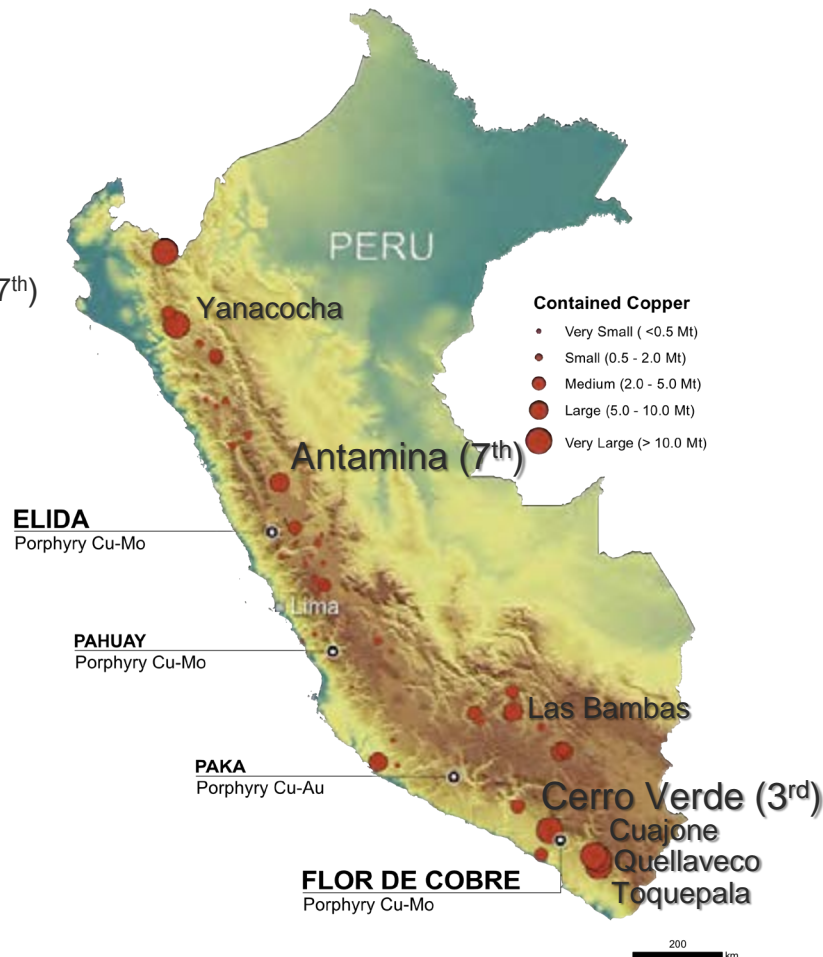 PERU
7th)
Yanacocha
Contained Copper
Very Small ( <0.5 Mt)
Small (0.5 - 2.0 Mt)
Medium (2.0 - 5.0 Mt)
Large (5.0 - 10.0 Mt)
Very Large (> 10.0 Mt)
Antamina (7th)
ELIDA
Porphyry Cu-Mo
Lima
PAHUAY
Porphyry Cu-Mo
Las Bambas
PAKA
Porphyry Cu-Au
Cerro Verde (3rd)
Cuajone
Quellaveco
Toquepala
FLOR DE COBRE
Porphyry Cu-Mo
200
km